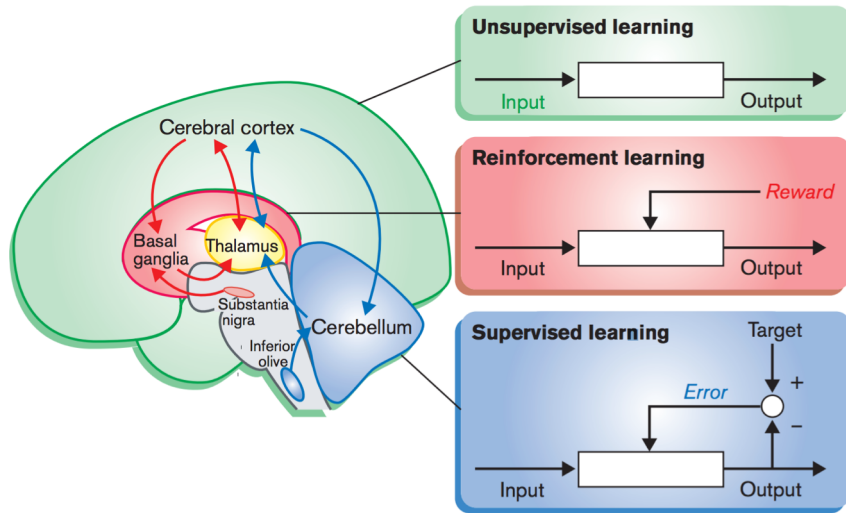 Unsupervised learning
Input
Output
Cerebral cortex
Reinforcement learning
Reward
Input
Output
Basal
ganglia
Thalamus
Substantia
nigra
Cerebellum
Inferior
olive
Supervised learning
Target
Error
+
−
Input
Output